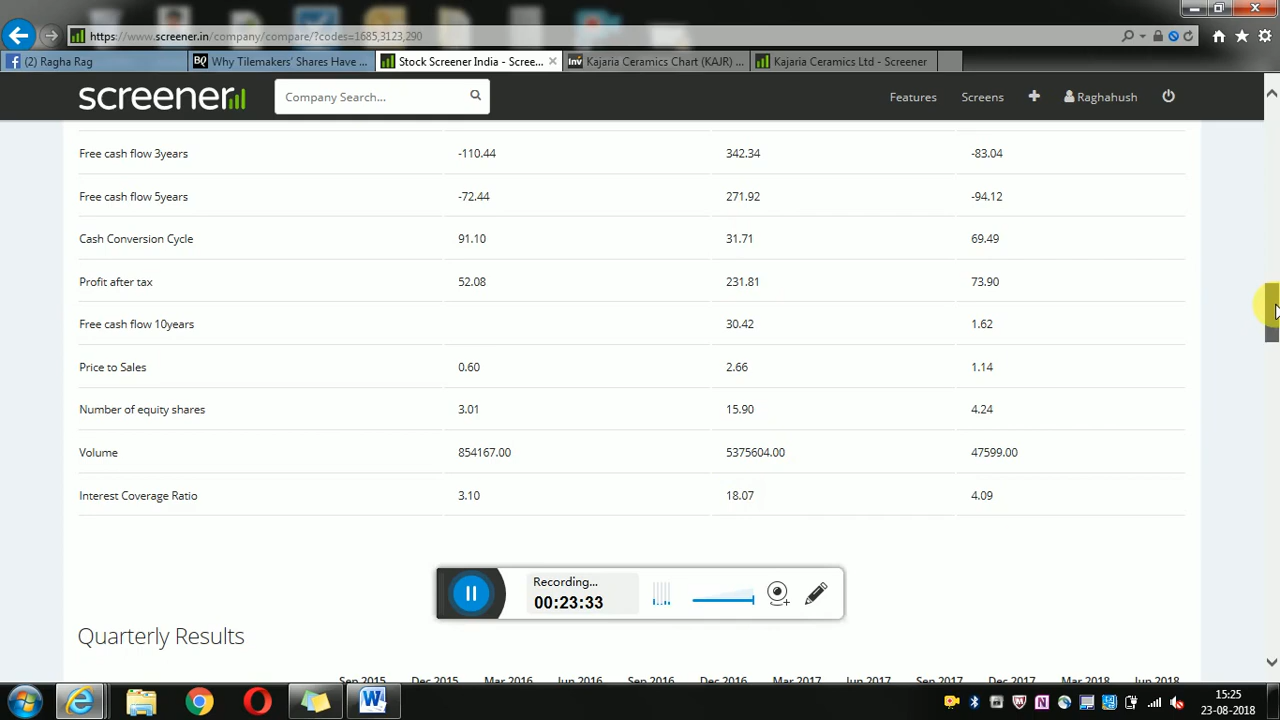 https://www.screener.in/company/compare/?codes=1685,3123,290
(2) Ragha Rag
BQ Why Tilemakers' Shares Have ...
Stock Screener India - Scree...
Inv Kajaria Ceramics Chart (KAJR) ...
Kajaria Ceramics Ltd - Screener
screener
Company Search...
Features
Screens
Raghahush
Free cash flow 3years -110.44 342.34 -83.04
Free cash flow 5years -72.44 271.92 -94.12
Cash Conversion Cycle 91.10 31.71 69.49
Profit after tax 52.08 231.81 73.90
Free cash flow 10years 30.42 1.62
Price to Sales 0.60 2.66 1.14
Number of equity shares 3.01 15.90 4.24
Volume 854167.00 5375604.00 47599.00
Interest Coverage Ratio 3.10 18.07 4.09
Recording...
00:23:33
Quarterly Results
Sep 2015 Dec 2015 Mar 2016 Jun 2016 Sep 2016 Dec 2016 Mar 2017 Jun 2017 Sep 2017 Dec 2017 Mar 2018 Jun 2018
15:25
23-08-2018